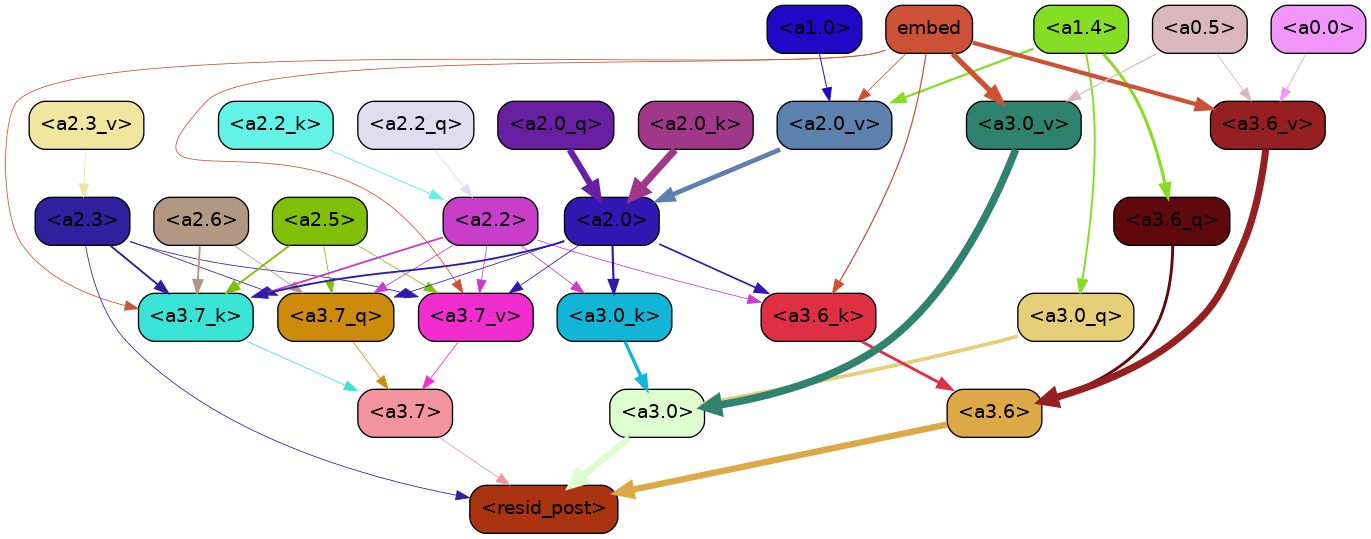 <a1.0> embed <a1.4> <a0.5> <a0.0>
<a2.3_v> <a2.2_k> <a2.2_q> <a2.0_q> <a2.0_k> <a2.0_v> <a3.0_v> <a3.6_v>
<a2.3> <a2.6> <a2.5> <a2.2> <a2.0> <a3.6_q>
<a3.7_k> <a3.7_q> <a3.7_v> <a3.0_k> <a3.6_k> <a3.0_q>
<a3.7> <a3.0> <a3.6>
<resid_post>